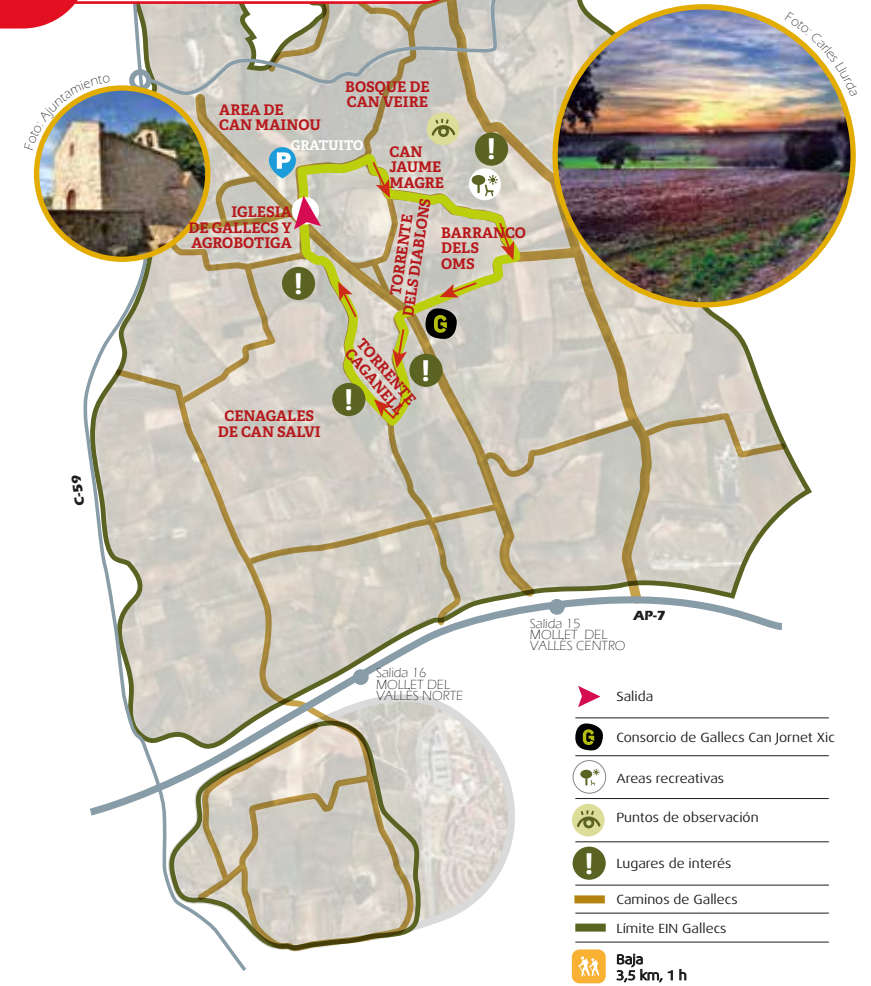 Foto: Ajuntamiento
Foto: Carles Llurda
BOSQUE DE
CAN VEIRE
AREA DE
CAN MAINOU
P
GRATUITO
CAN
JAUME
MAGRE
IGLESIA
DE GALLECS Y
AGROBOTIGA
TORRENTE
DELS DIABLONS
BARRANCO
DELS
OMS
!
!
G
!
!
TORRENTE
CAGANELL
CENAGALES
DE CAN SALVI
C-59
AP-7
Salida 15
MOLLET DEL
VALLÈS CENTRO
Salida 16
MOLLET DEL
VALLÈS NORTE
Salida
G Consorcio de Gallecs Can Jornet Xic
Areas recreativas
Puntos de observación
! Lugares de interés
Caminos de Gallecs
Límite EIN Gallecs
Baja
3,5 km, 1 h